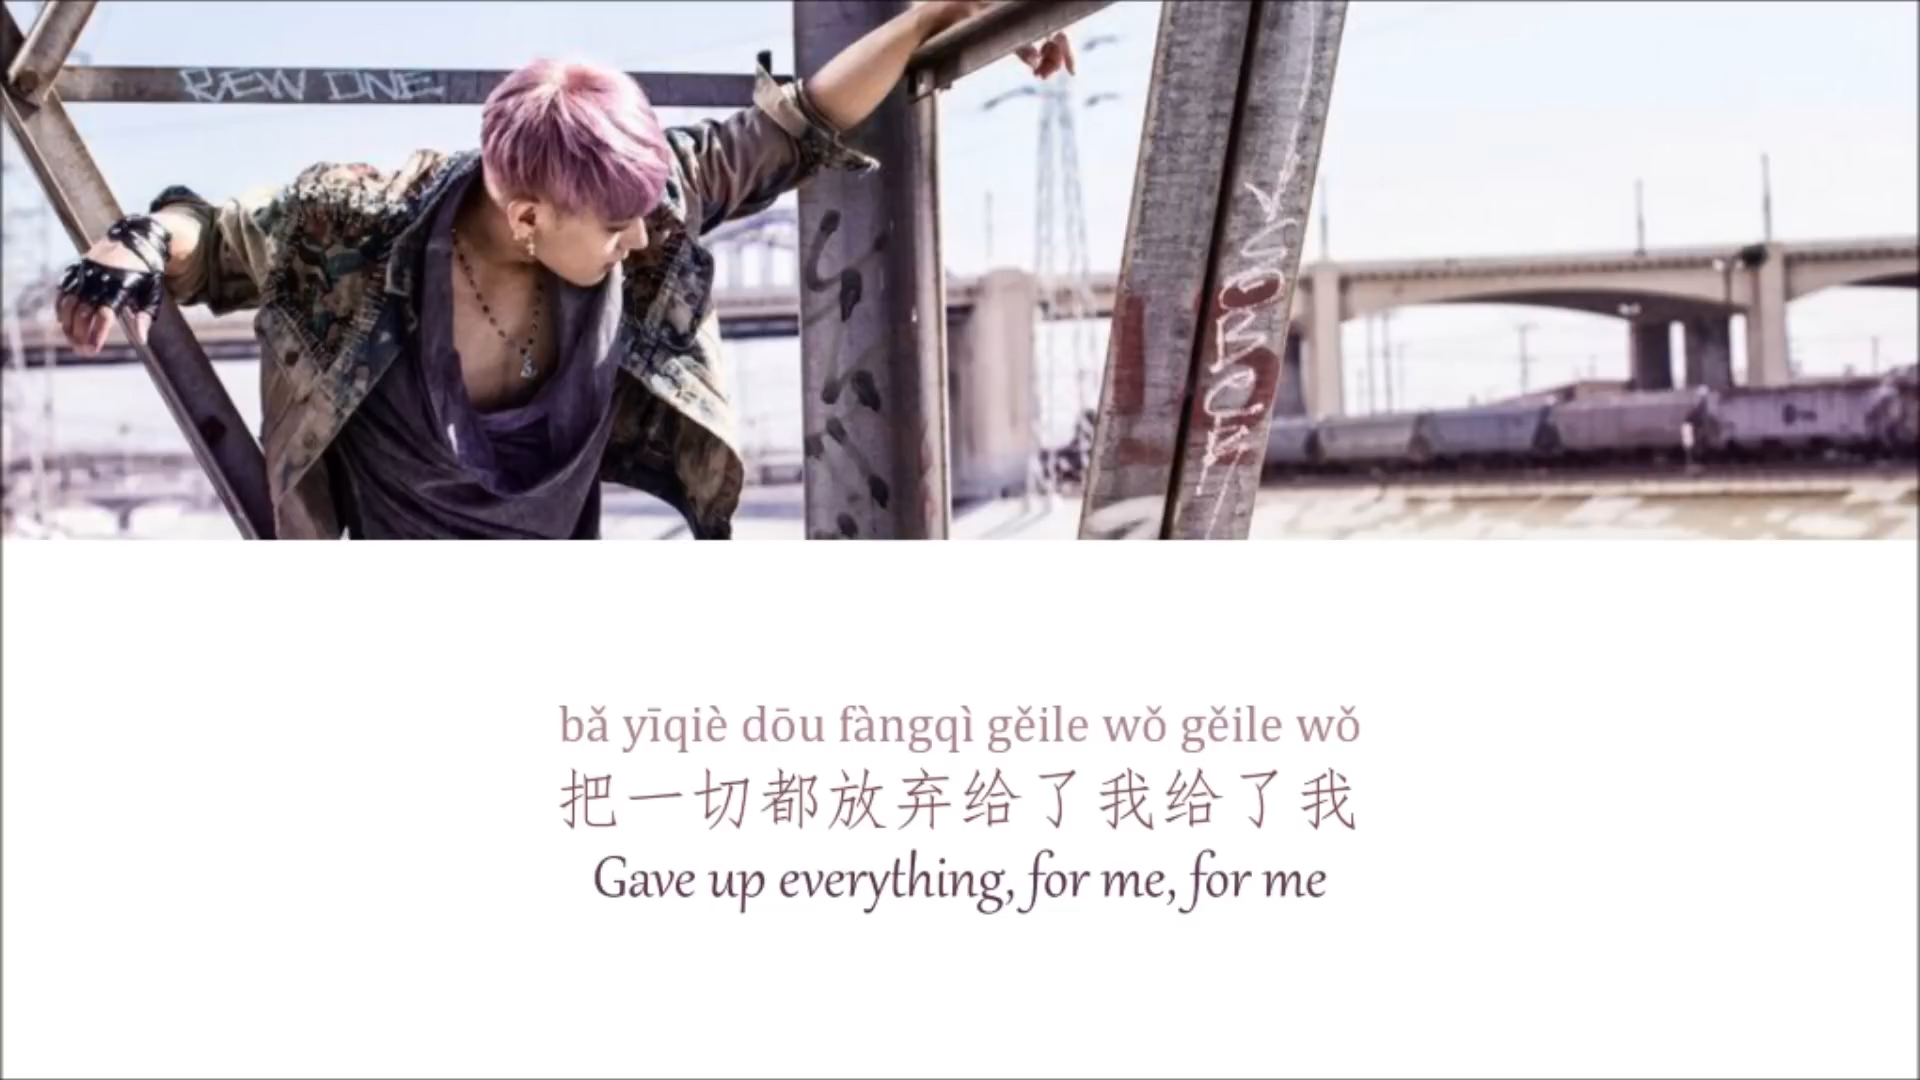 REW ONE
bǎ yīqiè dōu fàngqì gěile wǒ gěile wǒ
把一切都放弃给了我给了我
Gave up everything, for me, for me